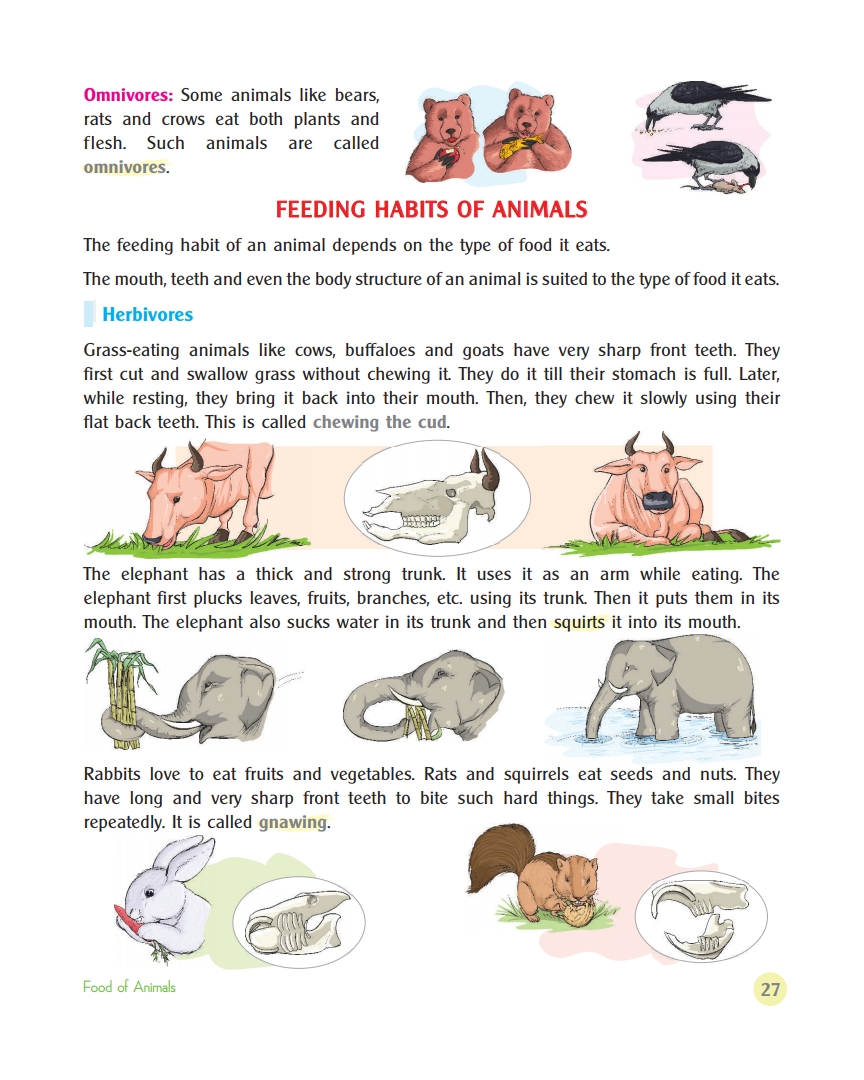 Omnivores: Some animals like bears,
rats and crows eat both plants and
flesh. Such animals are called
omnivores.
FEEDING HABITS OF ANIMALS
The feeding habit of an animal depends on the type of food it eats.
The mouth, teeth and even the body structure of an animal is suited to the type of food it eats.
Herbivores
Grass-eating animals like cows, buffaloes and goats have very sharp front teeth. They
first cut and swallow grass without chewing it. They do it till their stomach is full. Later,
while resting, they bring it back into their mouth. Then, they chew it slowly using their
flat back teeth. This is called chewing the cud.
The elephant has a thick and strong trunk. It uses it as an arm while eating. The
elephant first plucks leaves, fruits, branches, etc. using its trunk. Then it puts them in its
mouth. The elephant also sucks water in its trunk and then squirts it into its mouth.
Rabbits love to eat fruits and vegetables. Rats and squirrels eat seeds and nuts. They
have long and very sharp front teeth to bite such hard things. They take small bites
repeatedly. It is called gnawing.
Food of Animals
27